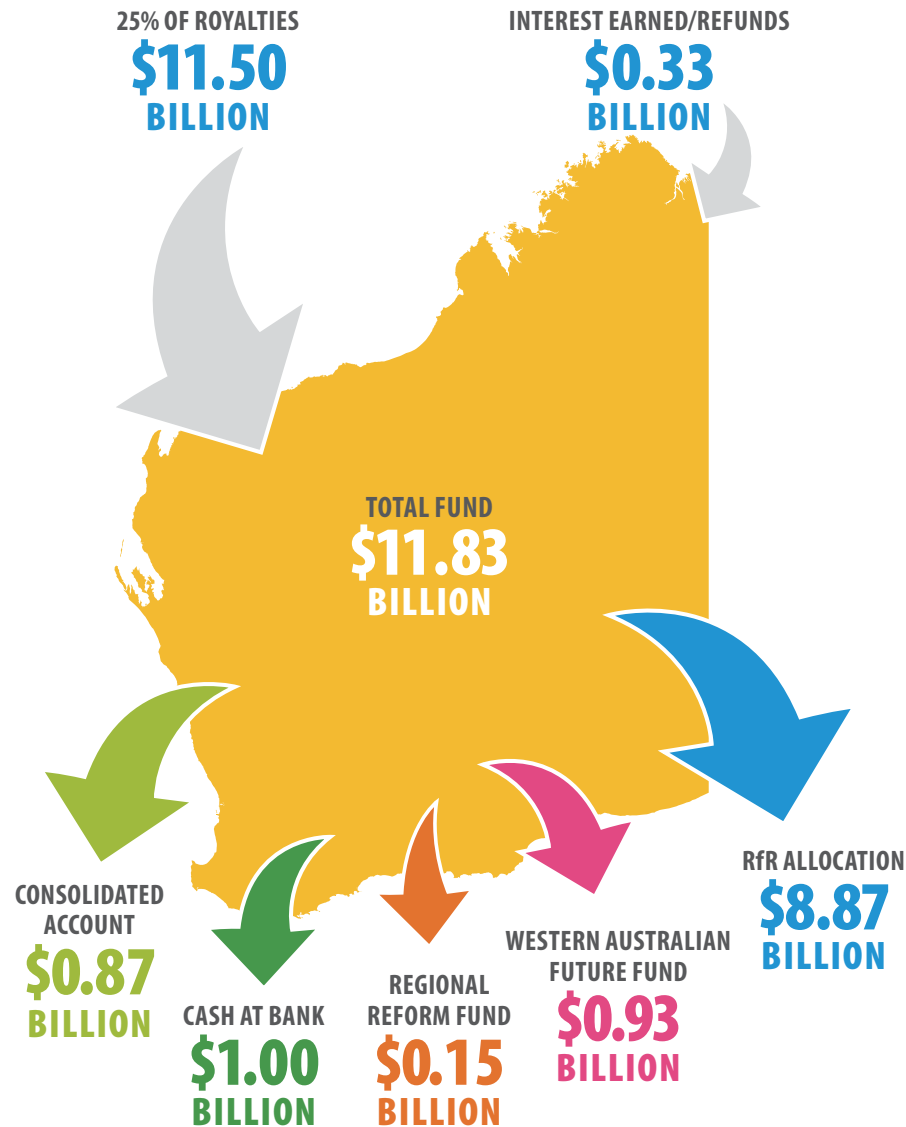 25% OF ROYALTIES
$11.50
BILLION
INTEREST EARNED/REFUNDS
$0.33
BILLION
TOTAL FUND
$11.83
BILLION
CONSOLIDATED
ACCOUNT
$0.87
BILLION
CASH AT BANK
$1.00
BILLION
REGIONAL
REFORM FUND
$0.15
BILLION
WESTERN AUSTRALIAN
FUTURE FUND
$0.93
BILLION
RfR ALLOCATION
$8.87
BILLION